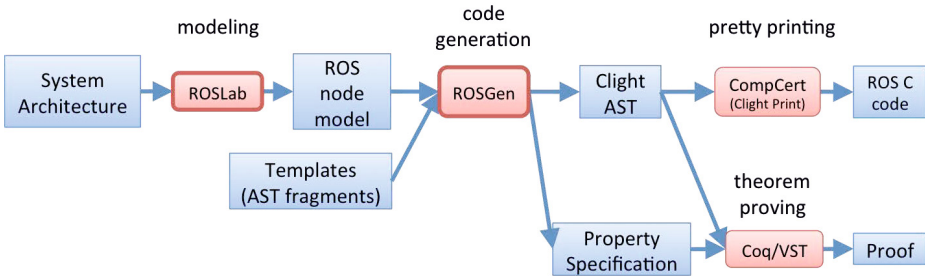 modeling
code
generation
pretty printing
System
Architecture
ROSLab
ROS
node
model
ROSGen
Clight
AST
CompCert
(Clight Print)
ROS C
code
Templates
(AST fragments)
theorem
proving
Property
Specification
Coq/VST
Proof